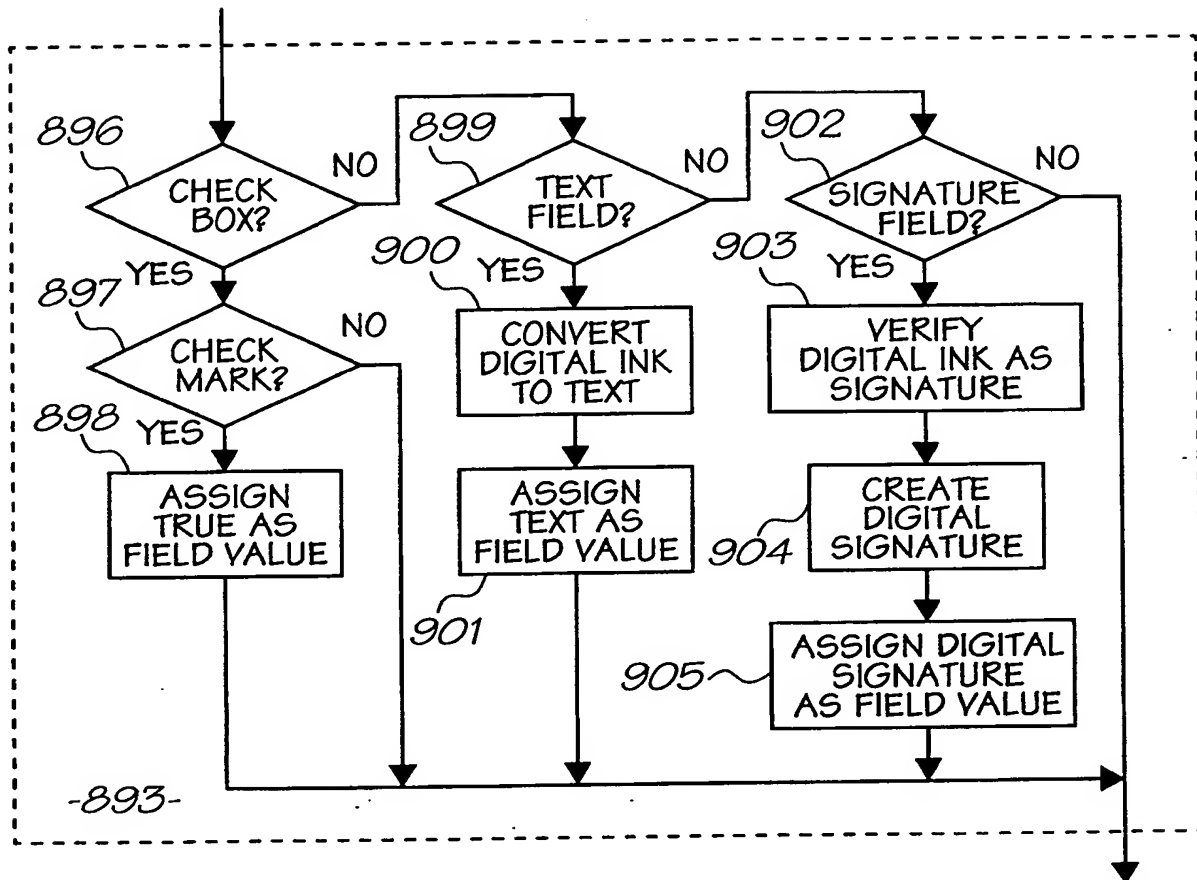 896
CHECK
BOX?
NO
YES
897
CHECK
MARK?
NO
YES
898
ASSIGN
TRUE AS
FIELD VALUE
899
TEXT
FIELD?
NO
YES
900
CONVERT
DIGITAL INK
TO TEXT
ASSIGN
TEXT AS
FIELD VALUE
901
902
SIGNATURE
FIELD?
NO
YES
903
VERIFY
DIGITAL INK AS
SIGNATURE
CREATE
DIGITAL
SIGNATURE
904
ASSIGN DIGITAL
SIGNATURE
AS FIELD VALUE
905
-893-